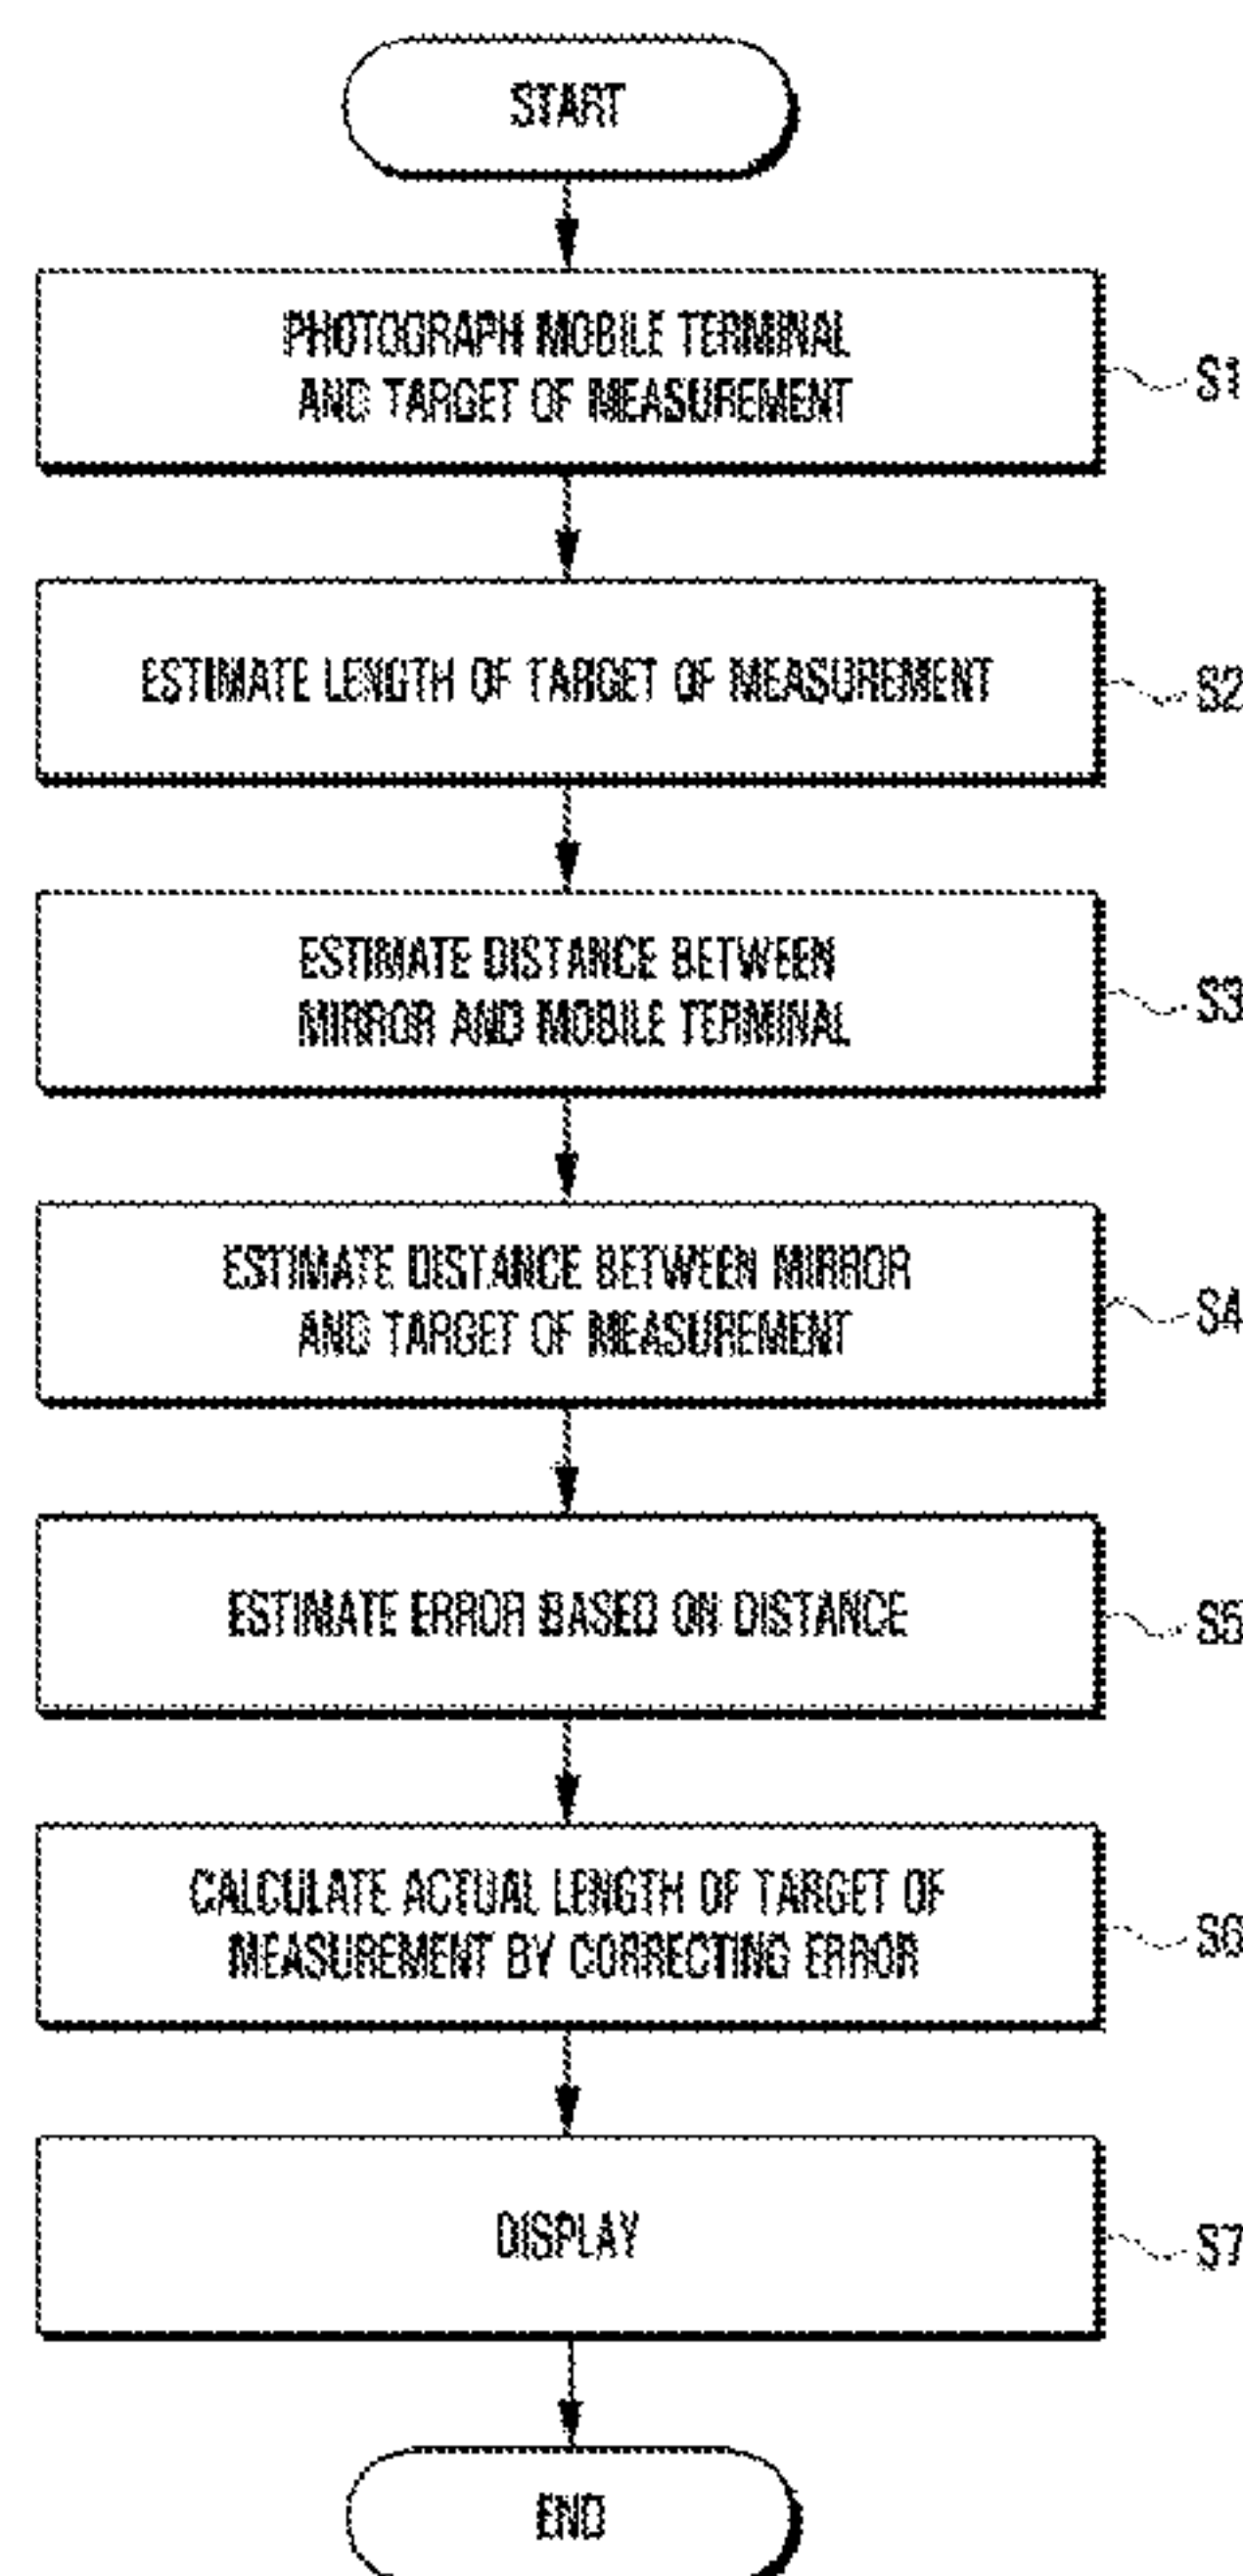 START
PHOTOGRAPH MOBILE TERMINAL
AND TARGET OF MEASUREMENT
S1
ESTIMATE LENGTH OF TARGET OF MEASUREMENT
S2
ESTIMATE DISTANCE BETWEEN
MIRROR AND MOBILE TERMINAL
S3
ESTIMATE DISTANCE BETWEEN MIRROR
AND TARGET OF MEASUREMENT
S4
ESTIMATE ERROR BASED ON DISTANCE
S5
CALCULATE ACTUAL LENGTH OF TARGET OF
MEASUREMENT BY CORRECTING ERROR
S6
DISPLAY
S7
END